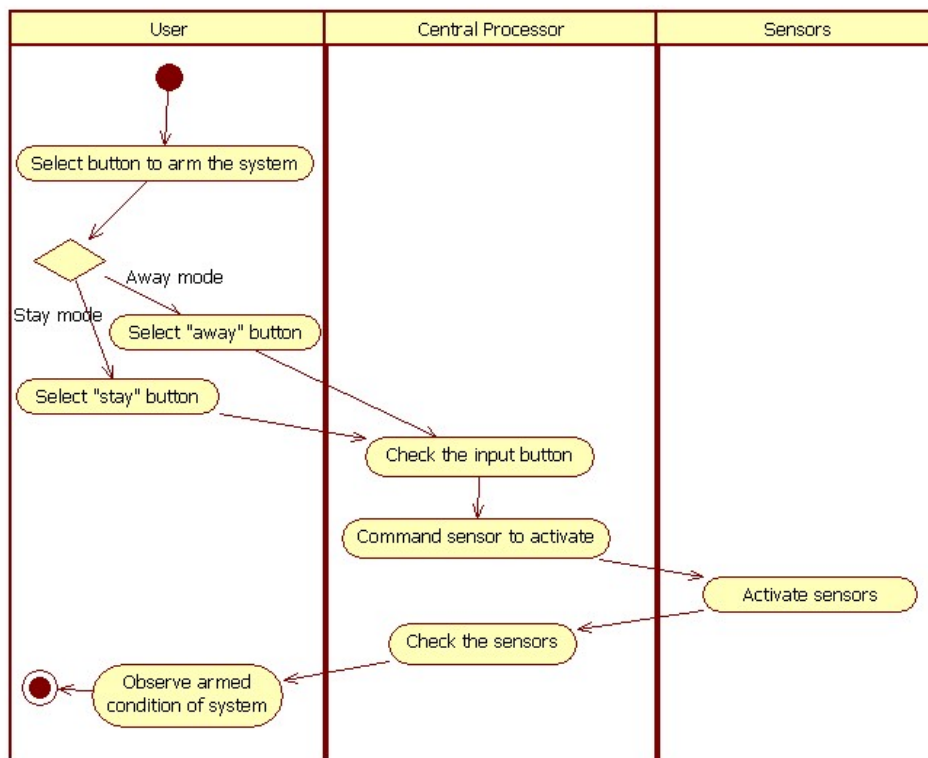 User
Central Processor
Sensors
Select button to arm the system
Away mode
Stay mode
Select "away" button
Select "stay" button
Check the input button
Command sensor to activate
Activate sensors
Check the sensors
Observe armed
condition of system